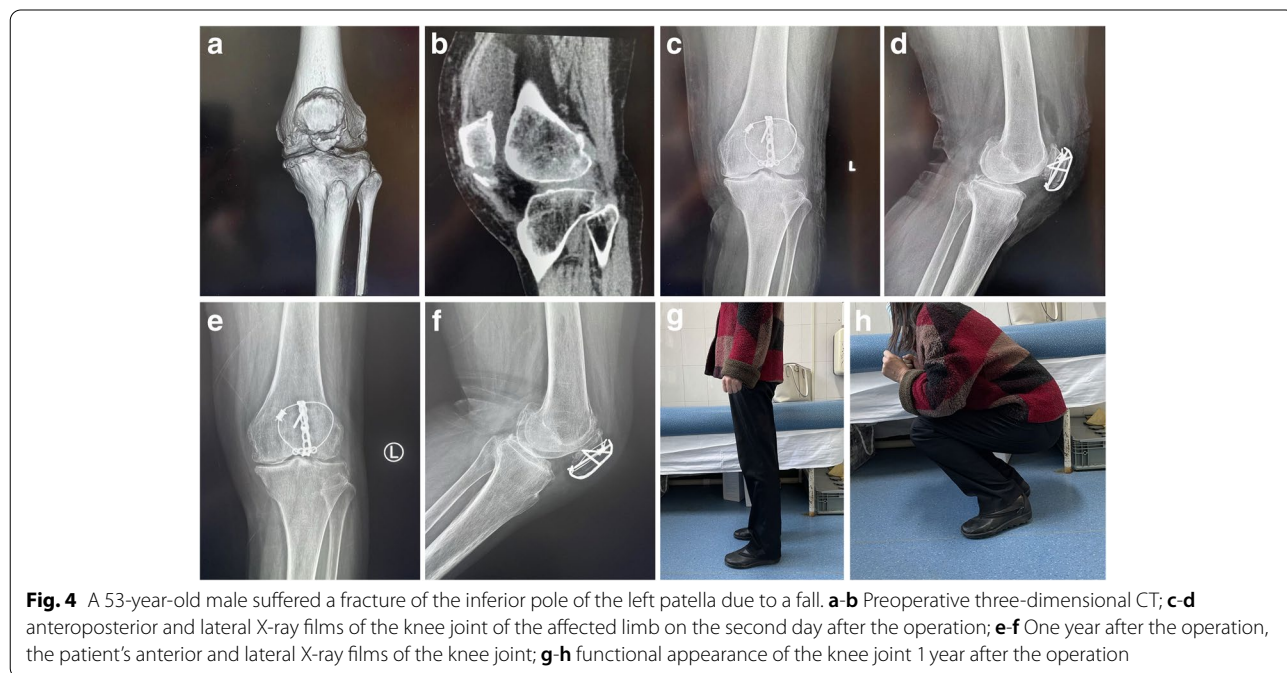 a
b
c
d
L
e
f
g
h
L
Fig. 4 A 53-year-old male suffered a fracture of the inferior pole of the left patella due to a fall. a-b Preoperative three-dimensional CT; c-d
anteroposterior and lateral X-ray films of the knee joint of the affected limb on the second day after the operation; e-f One year after the operation,
the patient’s anterior and lateral X-ray films of the knee joint; g-h functional appearance of the knee joint 1 year after the operation